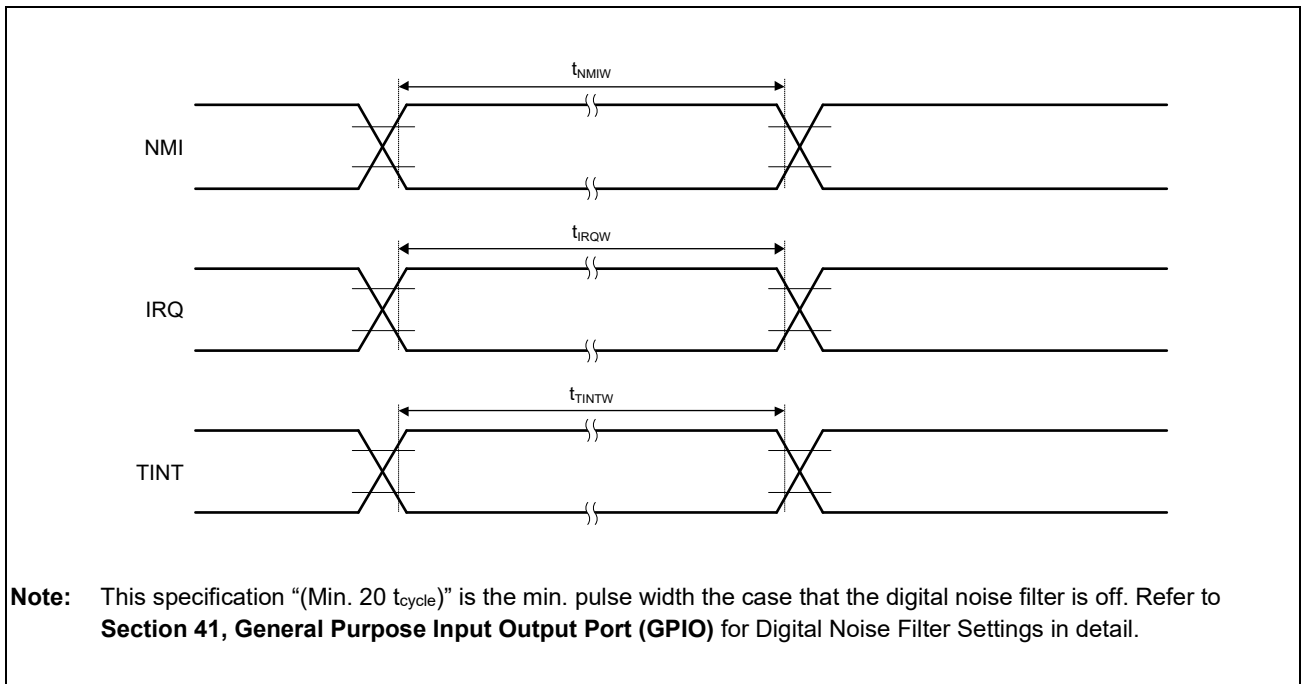 tNMIW
NMI
tIRQW
IRQ
tTINTW
TINT
Note: This specification “(Min. 20 tcycle)” is the min. pulse width the case that the digital noise filter is off. Refer to
Section 41, General Purpose Input Output Port (GPIO) for Digital Noise Filter Settings in detail.